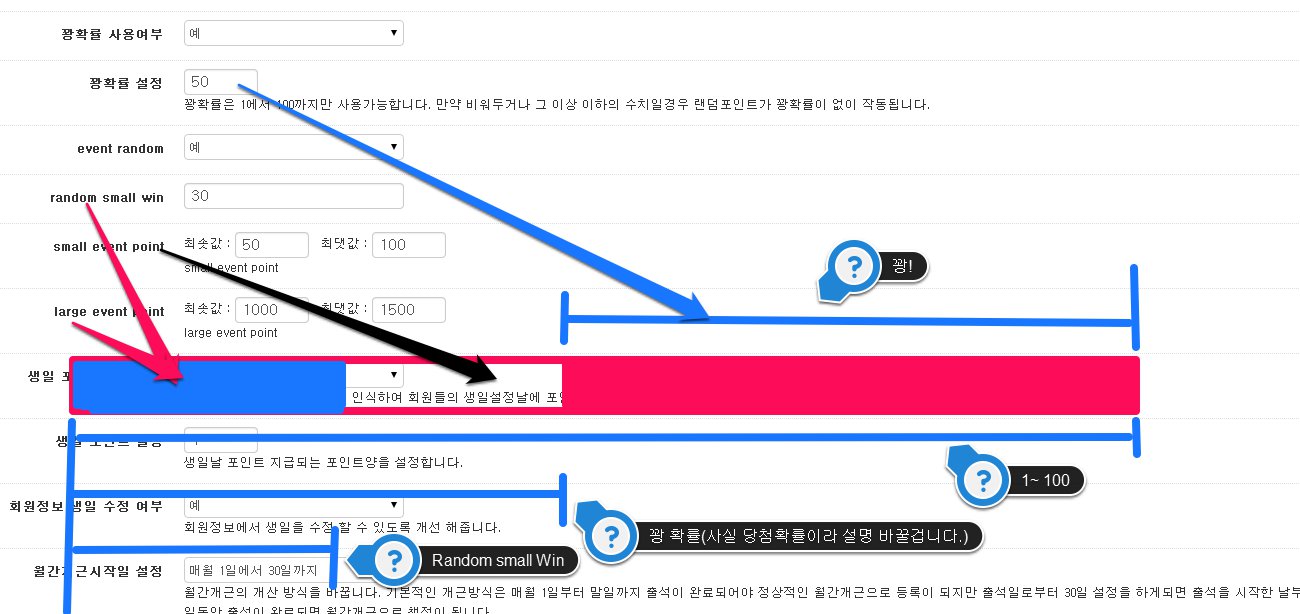 꽝확률 사용여부 예
꽝확률 설정 50
꽝확률은 1에서 100까지만 사용가능합니다. 만약 비워두거나 그 이상 이하의 수치일경우 랜덤포인트가 꽝확률이 없이 작동됩니다.
event random 예
random small win 30
small event point 최솟값 : 50 최댓값 : 100
꽝!
small event point
large event point 최솟값 : 1000 최댓값 : 1500
large event point
생일
인식하여 회원들의 생일설정날에
생일 포인트 설정
생일날 포인트 지급되는 포인트양을 설정합니다.
1~ 100
회원정보 생일 수정 여부 예
회원정보에서 생일을 수정 할 수 있도록 개선 해줍니다.
꽝 확률(사실 당첨확률이라 설명 바꿀겁니다.)
Random small Win
월간개근시작일 설정 매월 1일에서 30일까지
월간개근의 개산 방식을 바꿉니다. 기본적인 개근방식은 매월 1일부터 말일까지 출석이 완료되어야 정상적인 월간개근으로 등록이 되지만 출석일로부터 30일 설정을 하게되면 출석을 시작한 날부
일동안 출석이 완료되면 월간개근으로 책정이 됩니다.